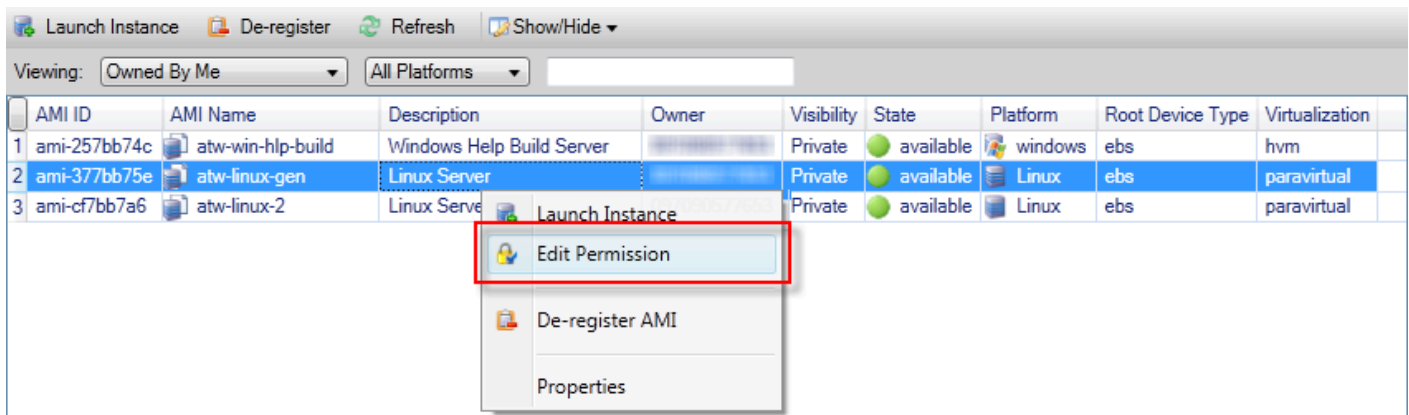 Launch Instance De-register Refresh Show/Hide
Viewing: Owned By Me All Platforms
AMI ID AMI Name Description Owner Visibility State Platform Root Device Type Virtualization
1 ami-257bb74c atw-win-hlp-build Windows Help Build Server Private available windows ebs hvm
2 ami-377bb75e atw-linux-gen Linux Server Private available Linux ebs paravirtual
3 ami-cf7bb7a6 atw-linux-2 Linux Serve Private available Linux ebs paravirtual
Launch Instance
Edit Permission
De-register AMI
Properties